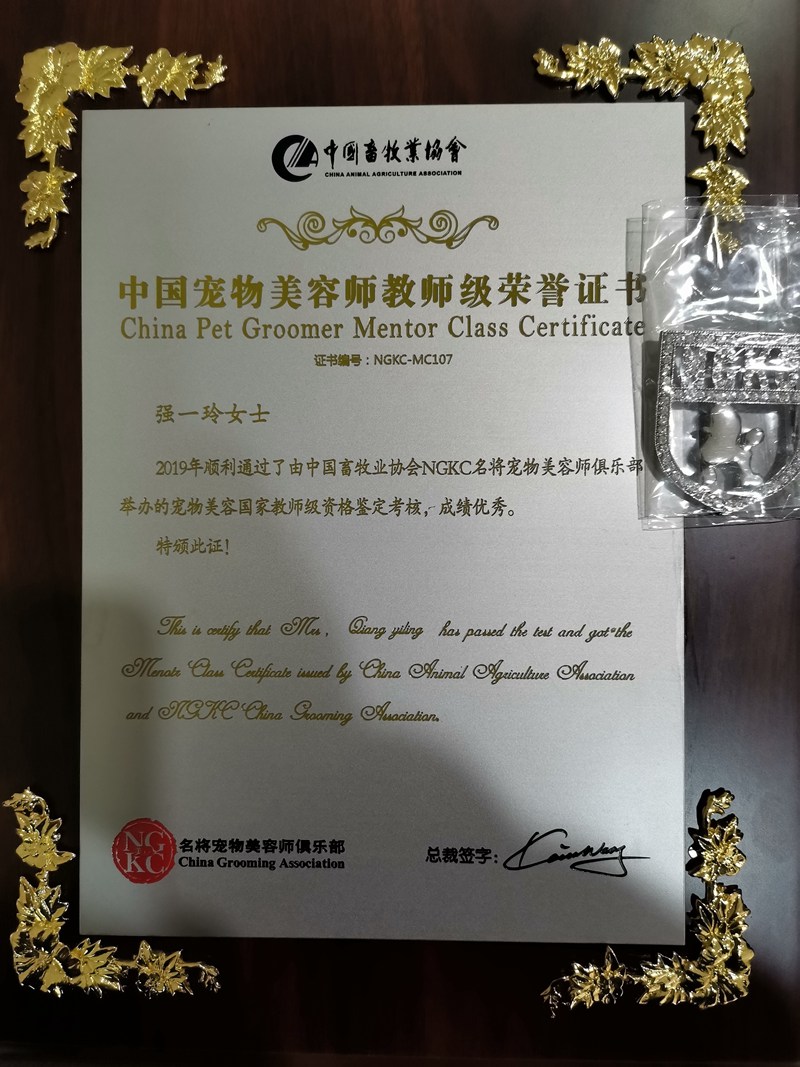 中国畜牧业协會
CHINA ANIMAL AGRICULTURE ASSOCIATION
中国宠物美容师教师级荣誉证书
China Pet Groomer Mentor Class Certificate
证书编号：NGKC-MC107
强一玲女士
2019年顺利通过了由中国畜牧业协会NGKC名将宠物美容师俱乐部
举办的宠物美容国家教师级资格鉴定考核，成绩优秀。
特颁此证！
This is certify that Mrs , Qiang yiling has passed the test and got the
Menotr Class Certificate issued by China Animal Agriculture Association
and NGKC China Grooming Association.
NG
KC
名将宠物美容师俱乐部
China Grooming Association
总裁签字：